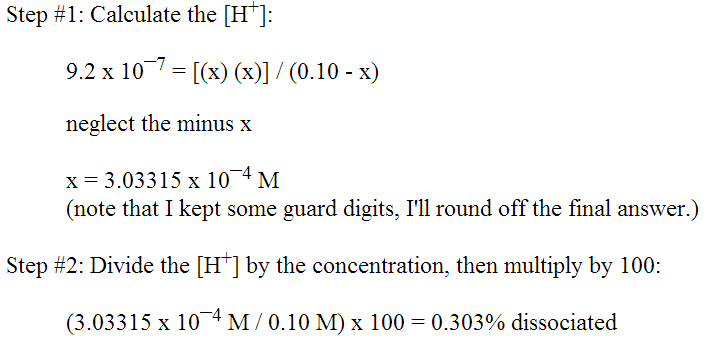 Step #1: Calculate the [H⁺]:
9.2 x 10⁻⁷ = [(x) (x)] / (0.10 - x)
neglect the minus x
x = 3.03315 x 10⁻⁴ M
(note that I kept some guard digits, I'll round off the final answer.)
Step #2: Divide the [H⁺] by the concentration, then multiply by 100:
(3.03315 x 10⁻⁴ M / 0.10 M) x 100 = 0.303% dissociated